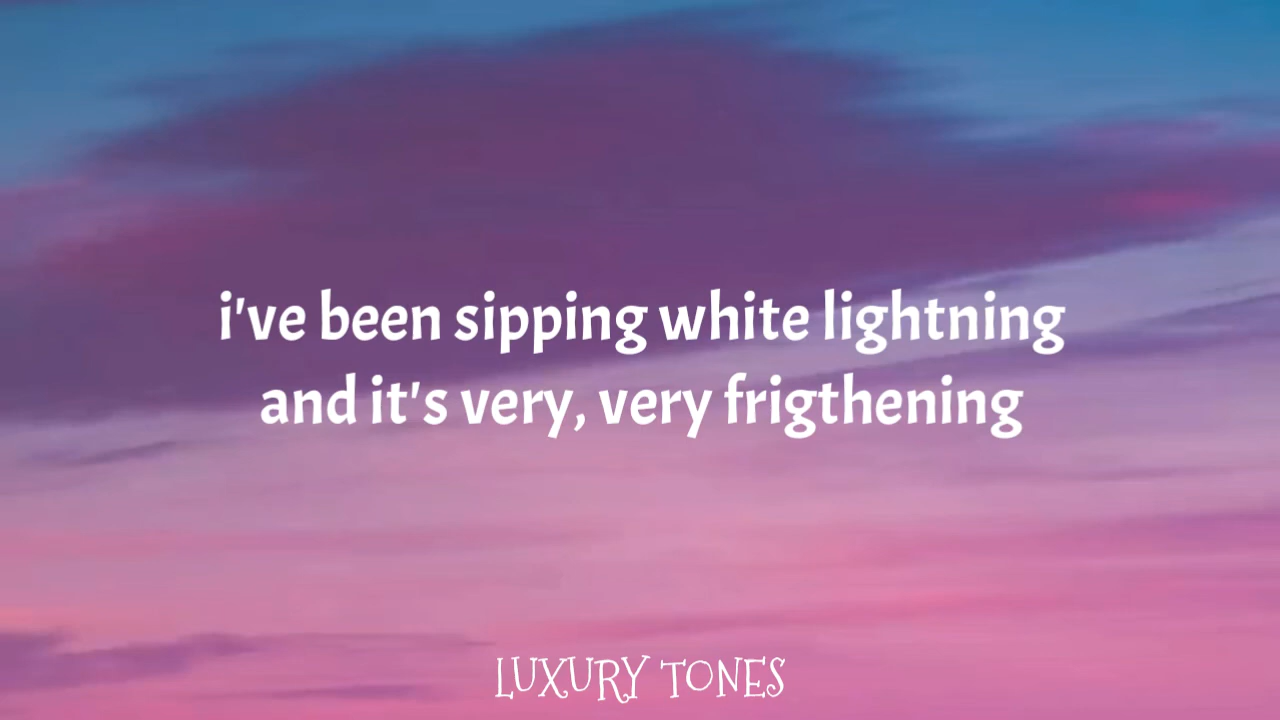 i've been sipping white lightning
and it's very, very frigthening
LUXURY TONES